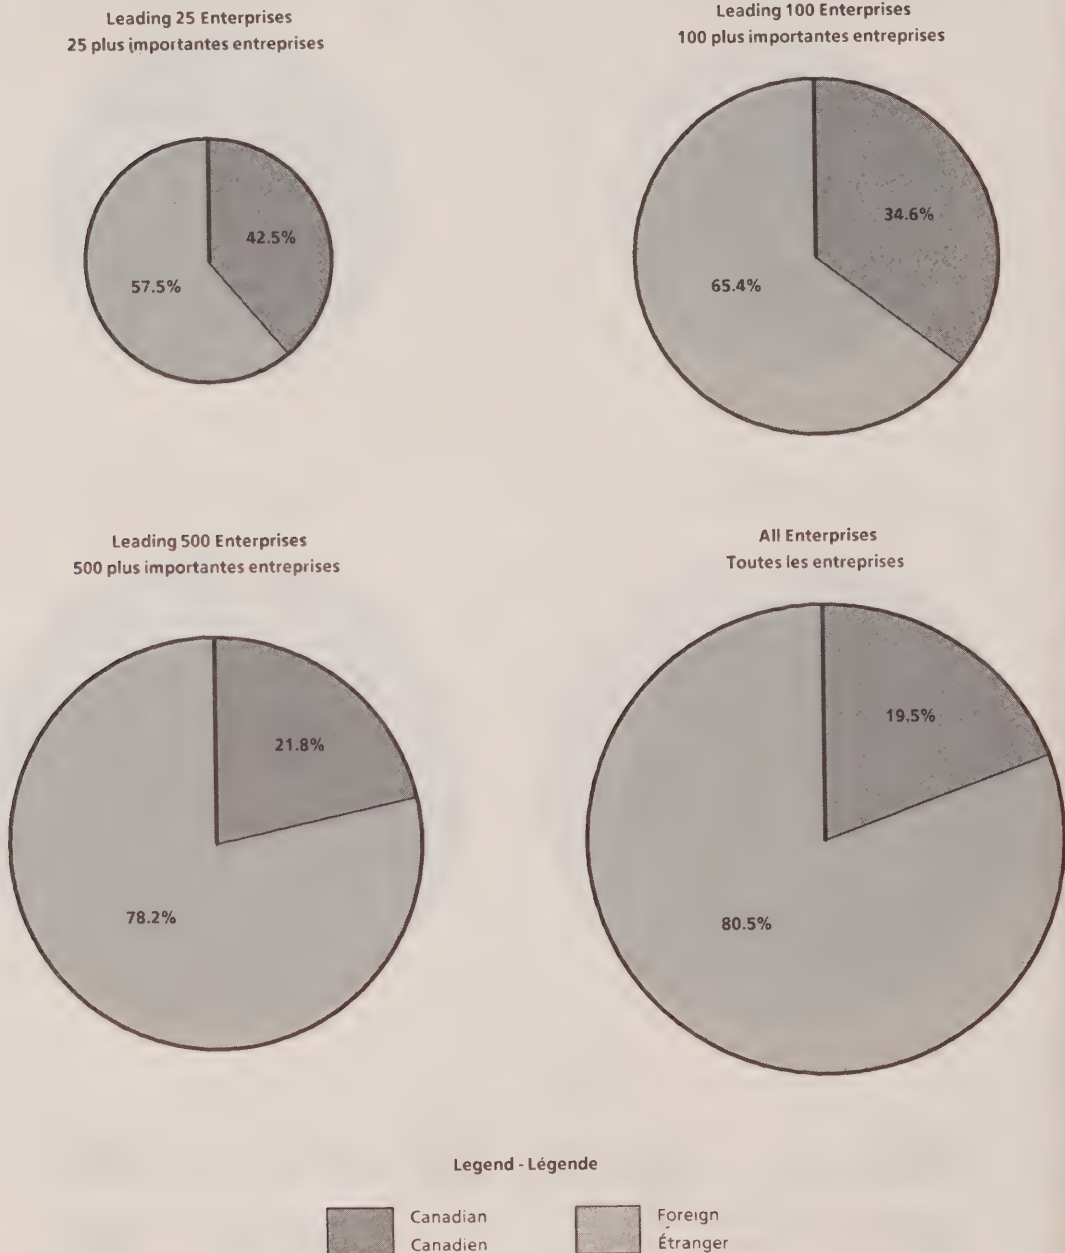 Leading 25 Enterprises
25 plus importantes entreprises
42.5%
57.5%
Leading 100 Enterprises
100 plus importantes entreprises
34.6%
65.4%
Leading 500 Enterprises
500 plus importantes entreprises
21.8%
78.2%
All Enterprises
Toutes les entreprises
19.5%
80.5%
Legend - Légende
Canadian
Canadien
Foreign
Étranger